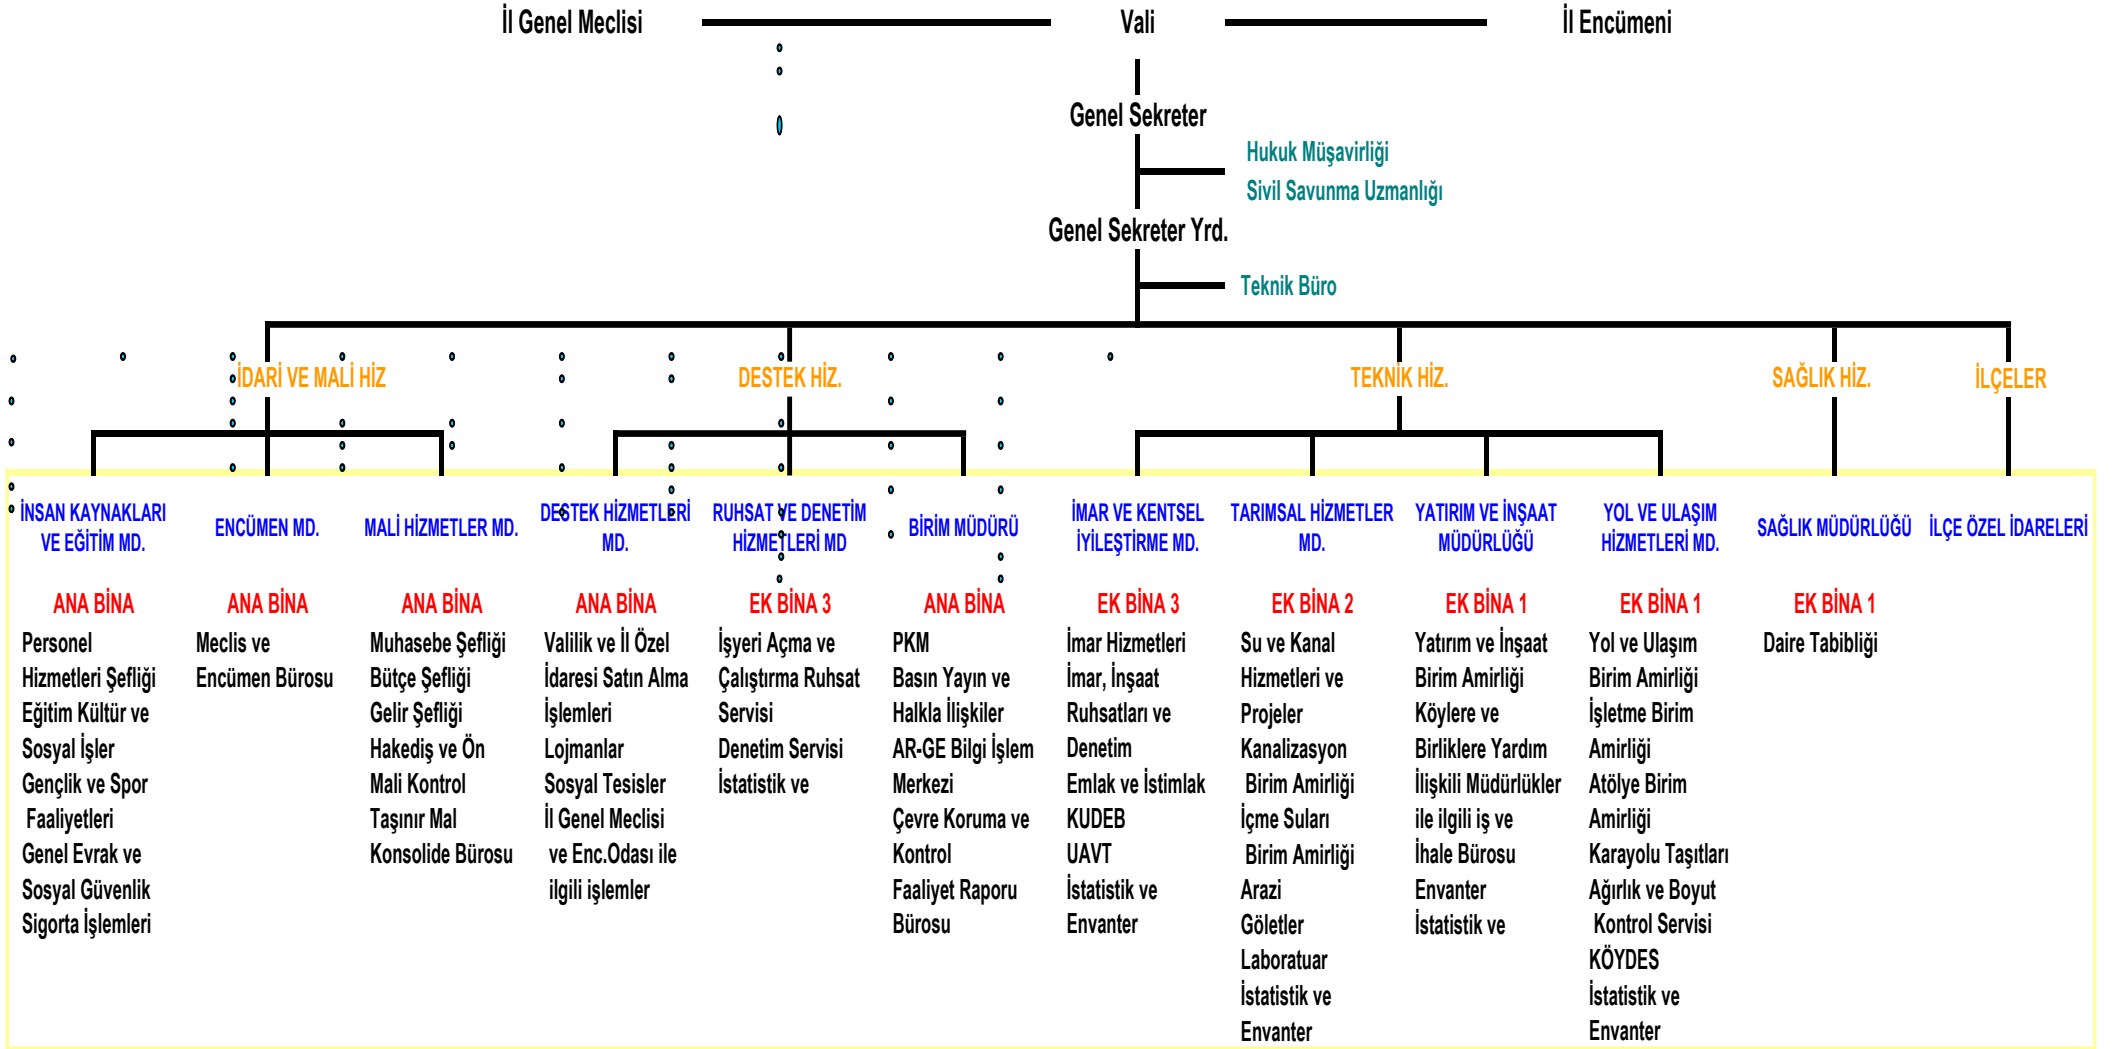 İl Genel Meclisi
Vali
İl Encümeni
Genel Sekreter
Hukuk Müşavirliği
Sivil Savunma Uzmanlığı
Genel Sekreter Yrd.
Teknik Büro
İDARİ VE MALİ HİZ
DESTEK HİZ.
TEKNİK HİZ.
SAĞLIK HİZ.
İLÇELER
İNSAN KAYNAKLARI
VE EĞİTİM MD.
ANA BİNA
Personel
Hizmetleri Şefliği
Eğitim Kültür ve
Sosyal İşler
Gençlik ve Spor
Faaliyetleri
Genel Evrak ve
Sosyal Güvenlik
Sigorta İşlemleri
ENCÜMEN MD.
ANA BİNA
Meclis ve
Encümen Bürosu
MALİ HİZMETLER MD.
ANA BİNA
Muhasebe Şefliği
Bütçe Şefliği
Gelir Şefliği
Hakediş ve Ön
Mali Kontrol
Taşınır Mal
Konsolide Bürosu
DESTEK HİZMETLERİ
MD.
ANA BİNA
Valilik ve İl Özel
İdaresi Satın Alma
İşlemleri
Lojmanlar
Sosyal Tesisler
İl Genel Meclisi
ve Enc.Odası ile
ilgili işlemler
RUHSAT VE DENETİM
HİZMETLERİ MD
EK BİNA 3
İşyeri Açma ve
Çalıştırma Ruhsat
Servisi
Denetim Servisi
İstatistik ve
BİRİM MÜDÜRÜ
ANA BİNA
PKM
Basın Yayın ve
Halkla İlişkiler
AR-GE Bilgi İşlem
Merkezi
Çevre Koruma ve
Kontrol
Faaliyet Raporu
Bürosu
İMAR VE KENTSEL
İYİLEŞTİRME MD.
EK BİNA 3
İmar Hizmetleri
İmar, İnşaat
Ruhsatları ve
Denetim
Emlak ve İstimlak
KUDEB
UAVT
İstatistik ve
Envanter
TARIMSAL HİZMETLER
MD.
EK BİNA 2
Su ve Kanal
Hizmetleri ve
Projeler
Kanalizasyon
Birim Amirliği
İçme Suları
Birim Amirliği
Arazi
Göletler
Laboratuar
İstatistik ve
Envanter
YATIRIM VE İNŞAAT
MÜDÜRLÜĞÜ
EK BİNA 1
Yatırım ve İnşaat
Birim Amirliği
Köylere ve
Birliklere Yardım
İlişkili Müdürlükler
ile ilgili iş ve
İhale Bürosu
Envanter
İstatistik ve
YOL VE ULAŞIM
HİZMETLERİ MD.
EK BİNA 1
Yol ve Ulaşım
Birim Amirliği
İşletme Birim
Amirliği
Atölye Birim
Amirliği
Karayolu Taşıtları
Ağırlık ve Boyut
Kontrol Servisi
KÖYDES
İstatistik ve
Envanter
SAĞLIK MÜDÜRLÜĞÜ
EK BİNA 1
Daire Tabibliği
İLÇE ÖZEL İDARELERİ